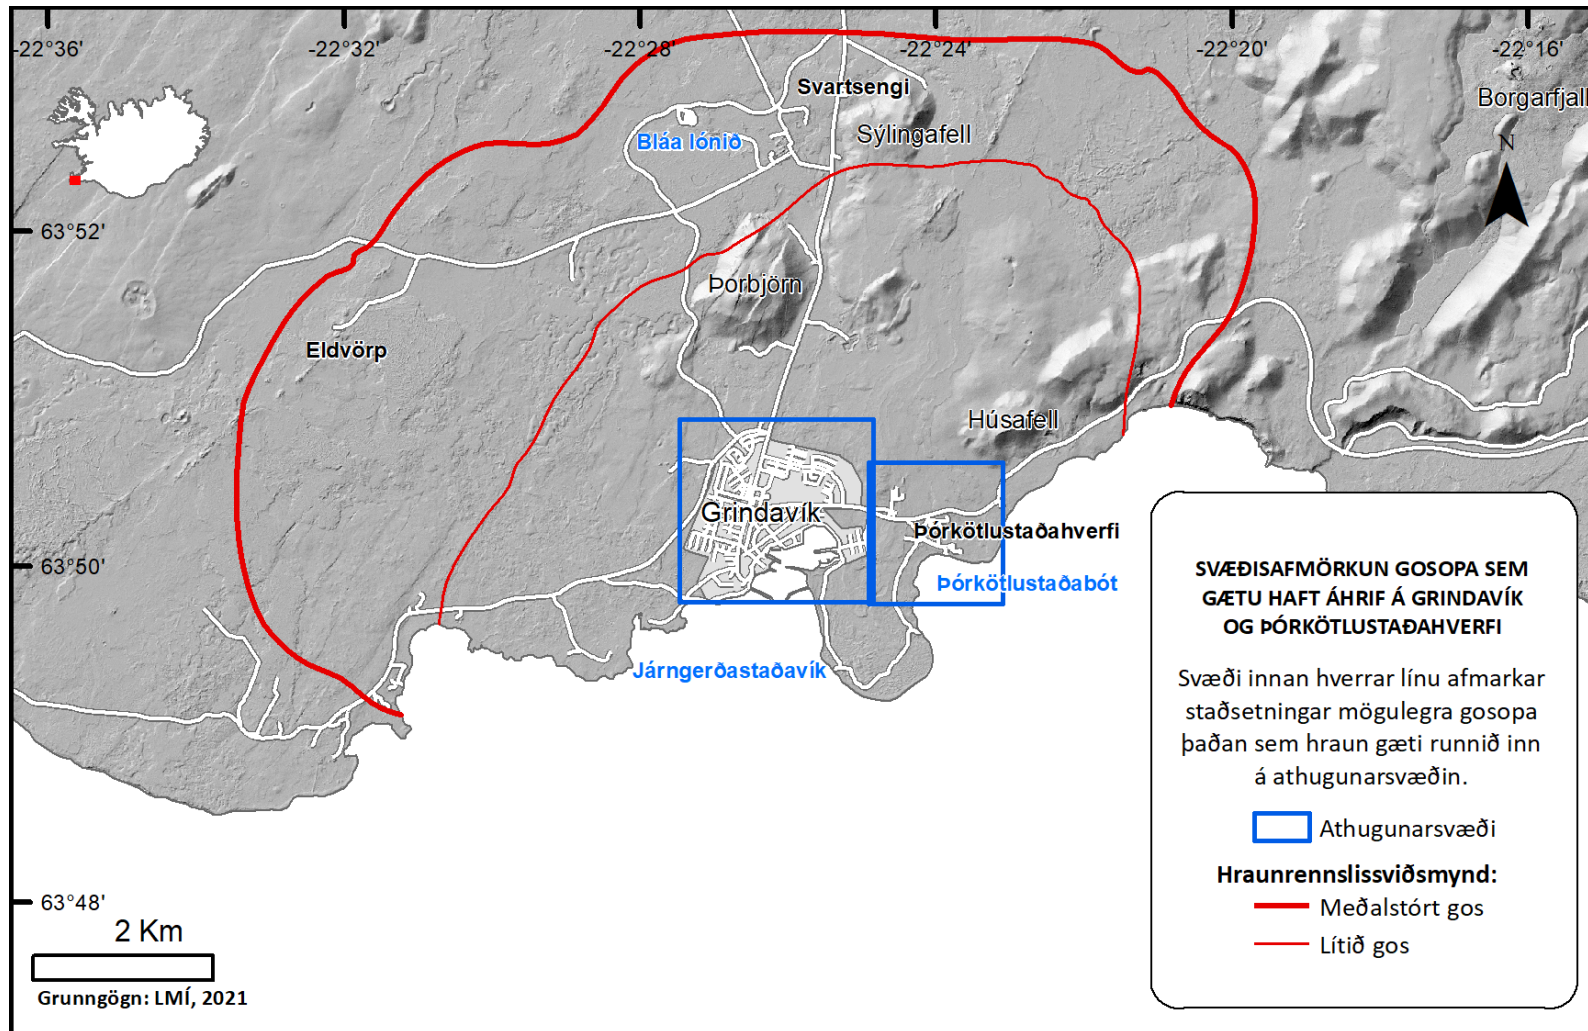 -22°36'
-22°32'
-22°28'
-22°24'
-22°20'
-22°16'
Svartsengi
Borgarfjall
Sýlingafell
Bláa lónið
N
63°52'
Þorbjörn
Eldvörp
Húsafell
Grindavík
Þórkötlustaðahverfi
63°50'
Þórkötlustaðabót
Járngerðastaðavík
SVÆÐISAFMÖRKUN GOSOPA SEM
GÆTU HAFT ÁHRIF Á GRINDAVÍK
OG ÞÓRKÖTLUSTAÐAHVERFI
Svæði innan hverrar línu afmarkar
staðsetningar mögulegra gosopa
þaðan sem hraun gæti runnið inn
á athugunarsvæðin.
Athugunarsvæði
Hraunrennslissviðsmynd:
Meðalstórt gos
Lítið gos
63°48'
2 Km
Grunngögn: LMÍ, 2021